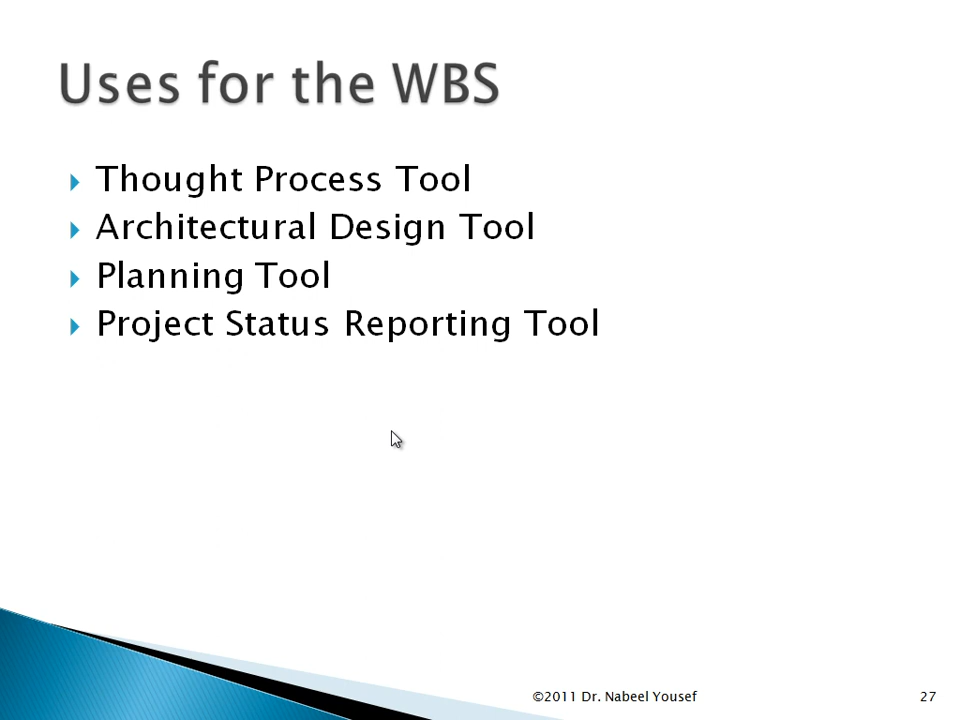 Uses for the WBS
Thought Process Tool
Architectural Design Tool
Planning Tool
Project Status Reporting Tool
©2011 Dr. Nabeel Yousef
27